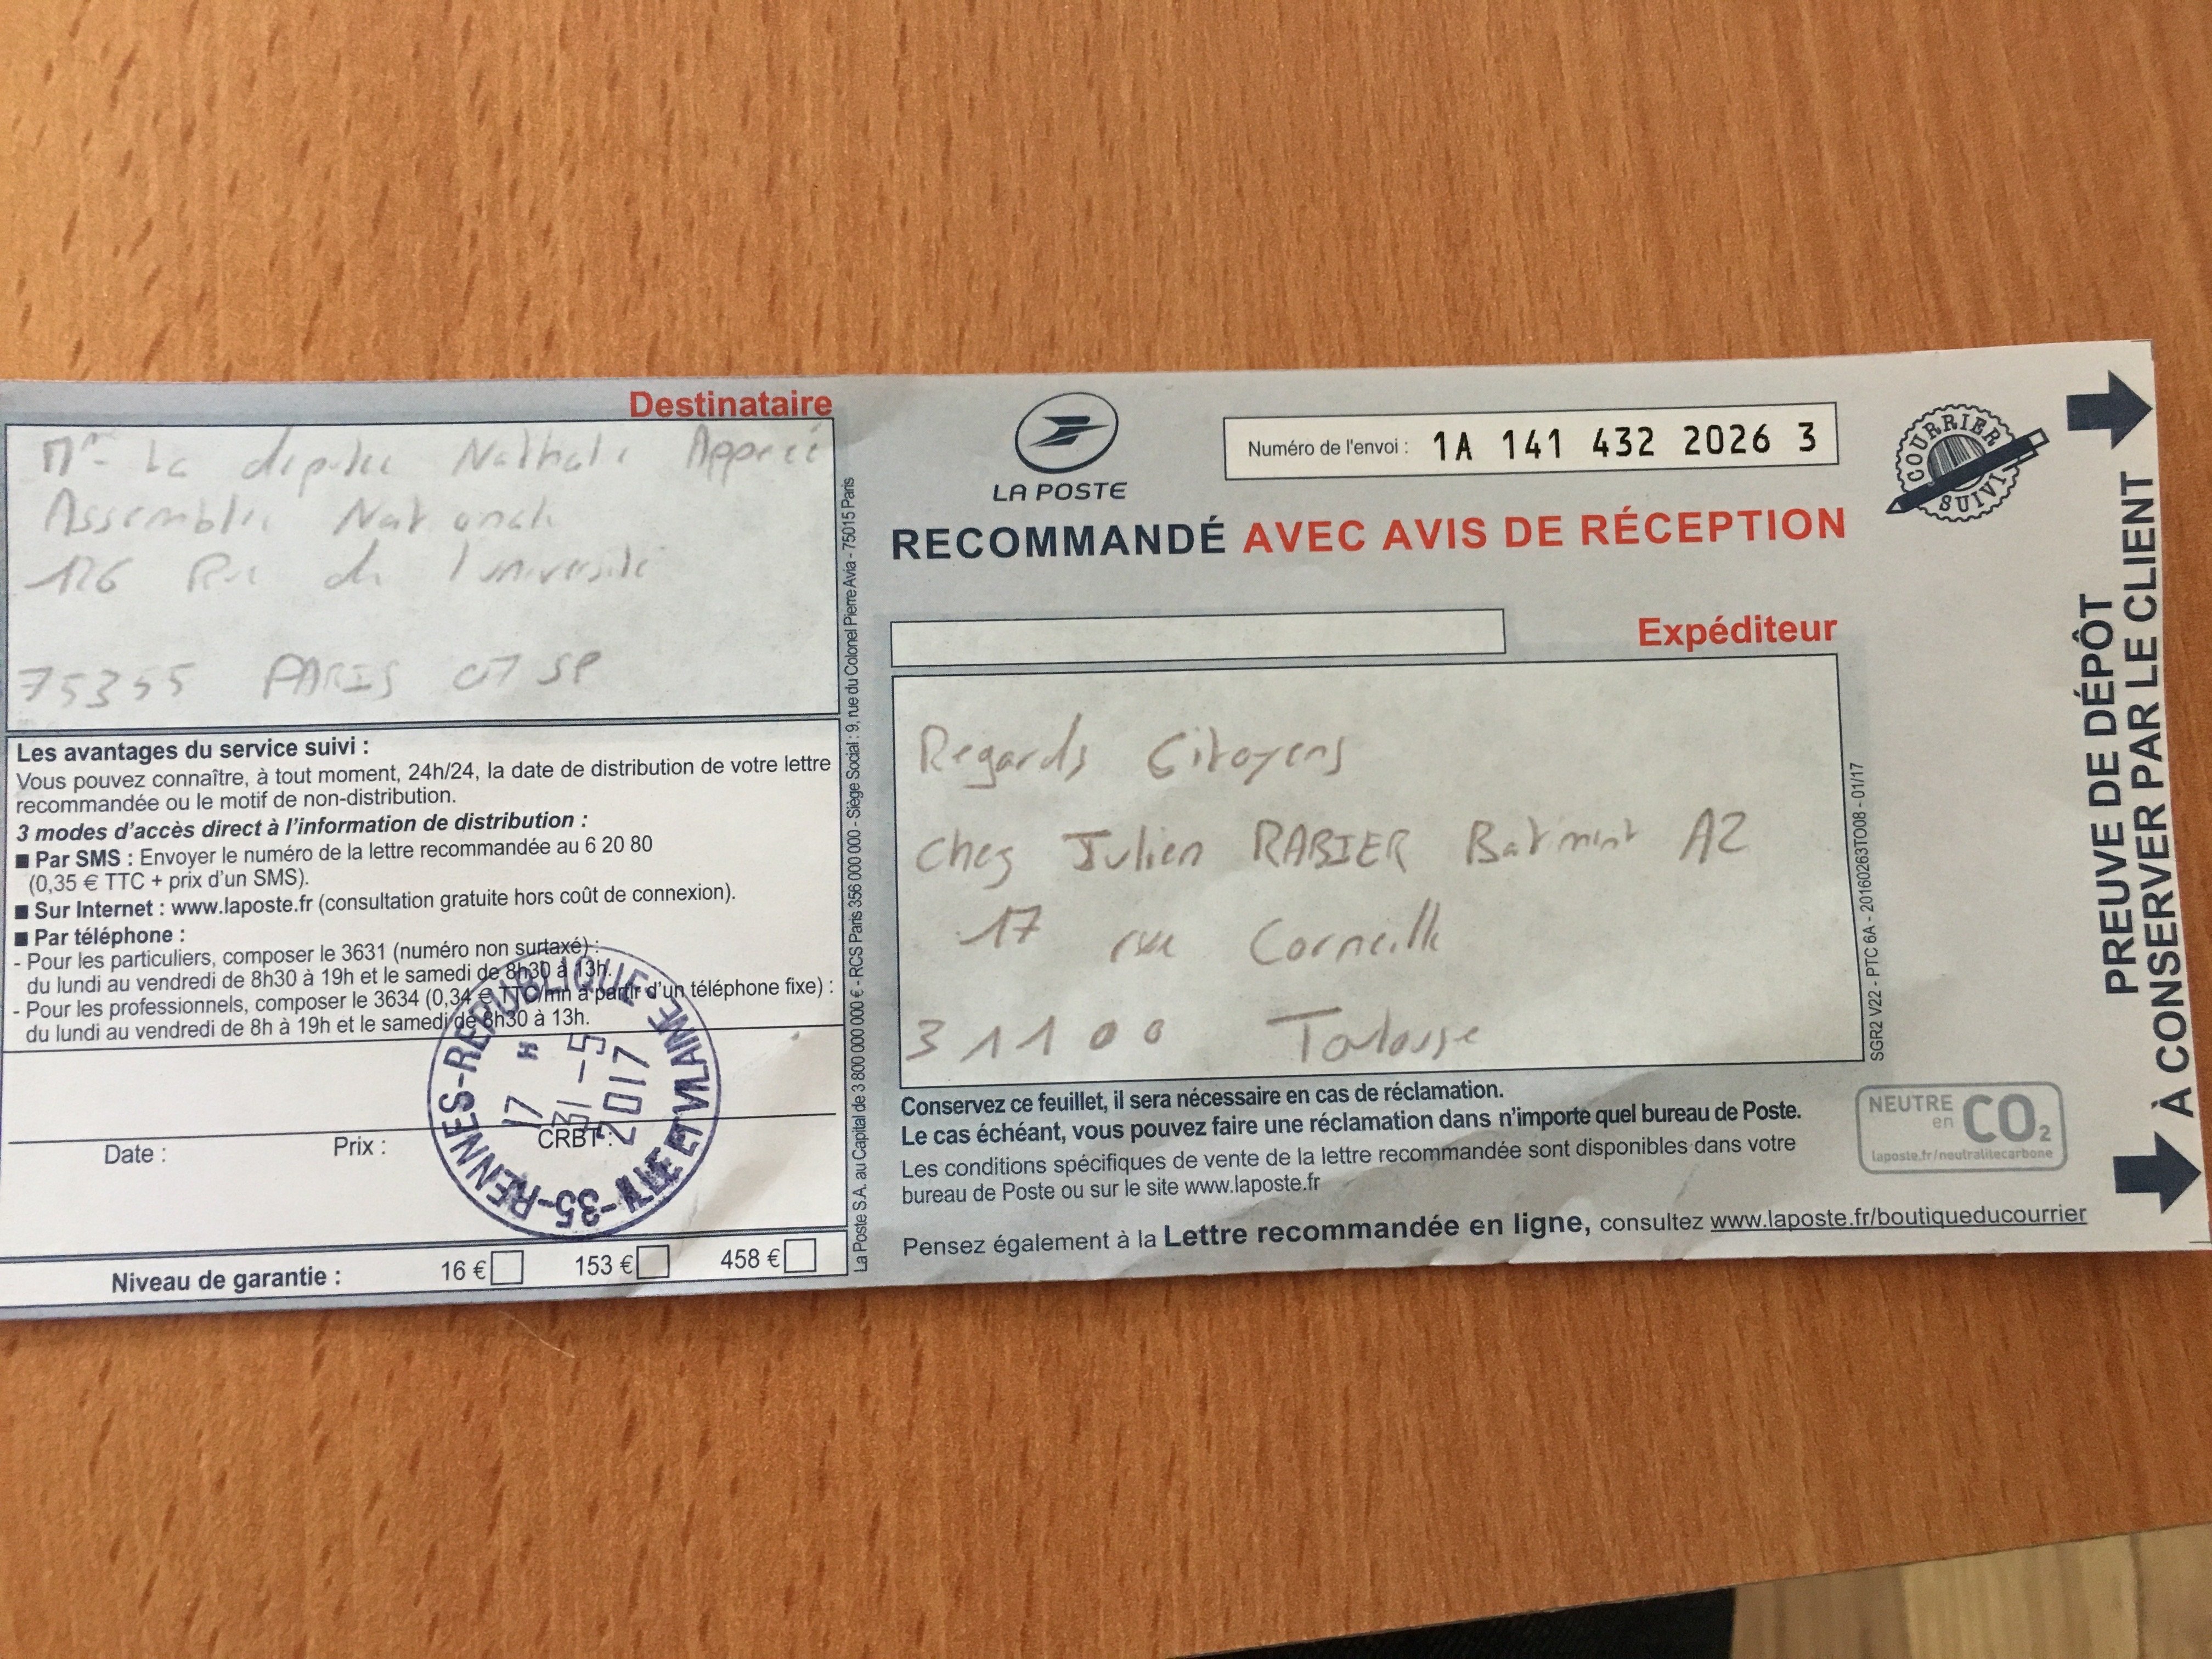 Destinataire
Mme La députée Nathalie Appéré
Assemblée Nationale
126 Rue de l'université
75355 PARIS 07 SP
Les avantages du service suivi :
Vous pouvez connaître, à tout moment, 24h/24, la date de distribution de votre lettre
recommandée ou le motif de non-distribution.
3 modes d'accès direct à l'information de distribution :
■ Par SMS : Envoyer le numéro de la lettre recommandée au 6 20 80
(0,35 € TTC + prix d'un SMS).
■ Sur Internet : www.laposte.fr (consultation gratuite hors coût de connexion).
■ Par téléphone :
- Pour les particuliers, composer le 3631 (numéro non surtaxé) :
du lundi au vendredi de 8h30 à 19h et le samedi de 8h30 à 13h.
- Pour les professionnels, composer le 3634 (0,34 € TTC/mn à partir d'un téléphone fixe) :
du lundi au vendredi de 8h à 19h et le samedi de 8h30 à 13h.
RENNES-REPUBLIQUE
35- ILLE ET VILAINE
17 H
31 -5
2017
Date :
Prix :
CRBT :
Niveau de garantie :
16 €
153 €
458 €
La Poste S.A. au Capital de 3 800 000 000 € - RCS Paris 356 000 000 - Siège Social : 9, rue du Colonel Pierre Avia - 75015 Paris
LA POSTE
Numéro de l'envoi : 1A 141 432 2026 3
COURRIER
SUIVI
RECOMMANDÉ AVEC AVIS DE RÉCEPTION
Expéditeur
Regards Citoyens
chez Julien RABIER Batiment A2
17 rue Corneille
31100 Toulouse
SGR2 V22 - PTC 6A - 20160263TO08 - 01/17
Conservez ce feuillet, il sera nécessaire en cas de réclamation.
Le cas échéant, vous pouvez faire une réclamation dans n'importe quel bureau de Poste.
Les conditions spécifiques de vente de la lettre recommandée sont disponibles dans votre
bureau de Poste ou sur le site www.laposte.fr
Pensez également à la Lettre recommandée en ligne, consultez www.laposte.fr/boutiqueducourrier
NEUTRE
en
CO2
laposte.fr/neutralitecarbone
PREUVE DE DÉPÔT
À CONSERVER PAR LE CLIENT